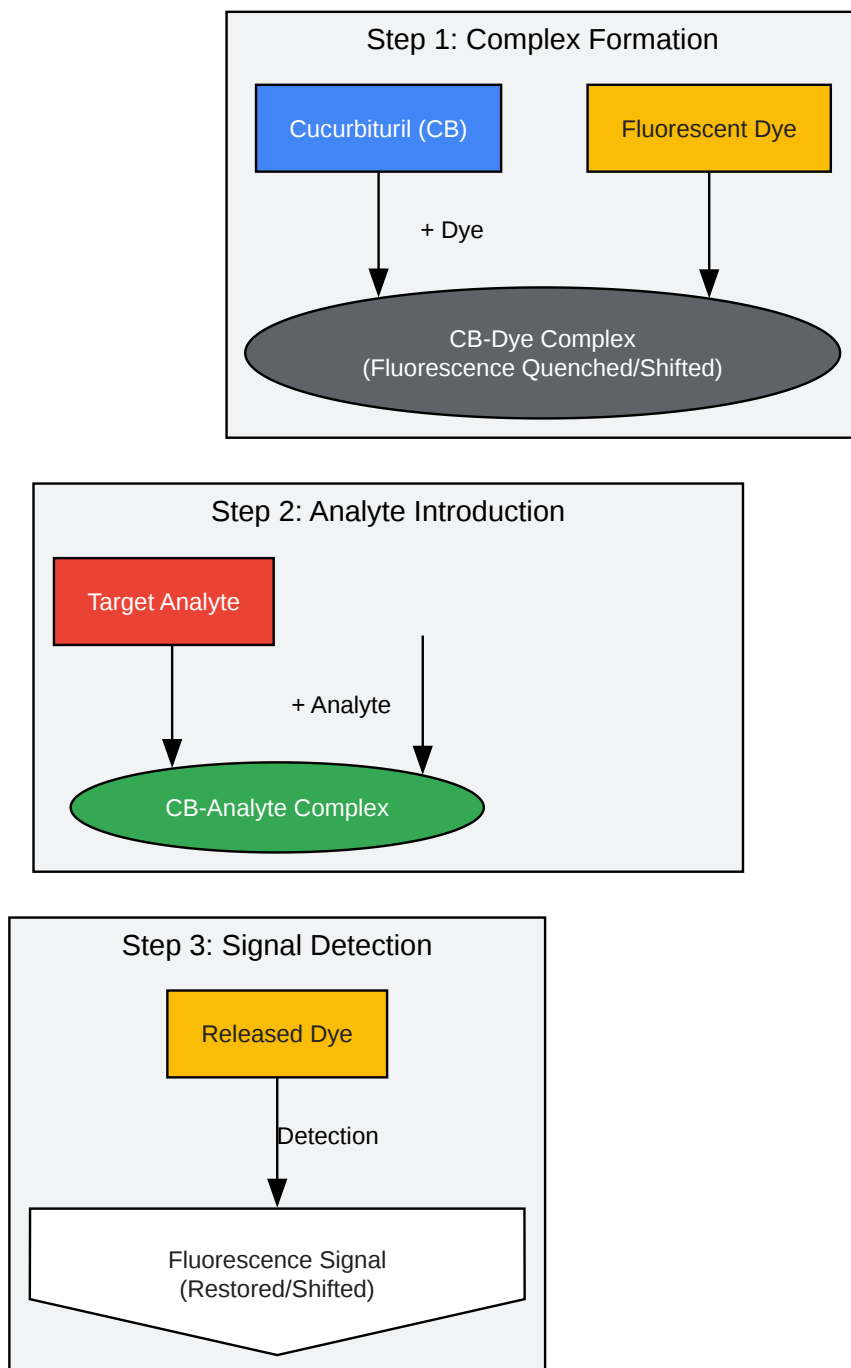 Step 1: Complex Formation
Cucurbituril (CB)
Fluorescent Dye
+ Dye
CB-Dye Complex
(Fluorescence Quenched/Shifted)
Step 2: Analyte Introduction
Target Analyte
+ Analyte
CB-Analyte Complex
Step 3: Signal Detection
Released Dye
Detection
Fluorescence Signal
(Restored/Shifted)